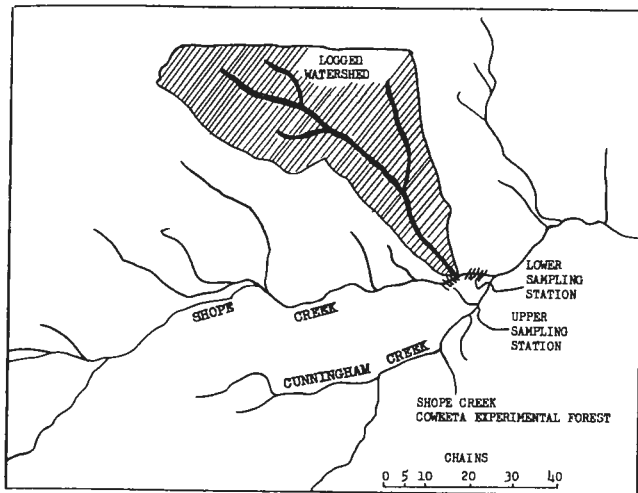 LOGGED
WATERSHED
LOWER
SAMPLING
STATION
UPPER
SAMPLING
STATION
SHOPE CREEK
CUNNINGHAM CREEK
SHOPE CREEK
COWEETA EXPERIMENTAL FOREST
CHAINS
0 5 10 20 30 40